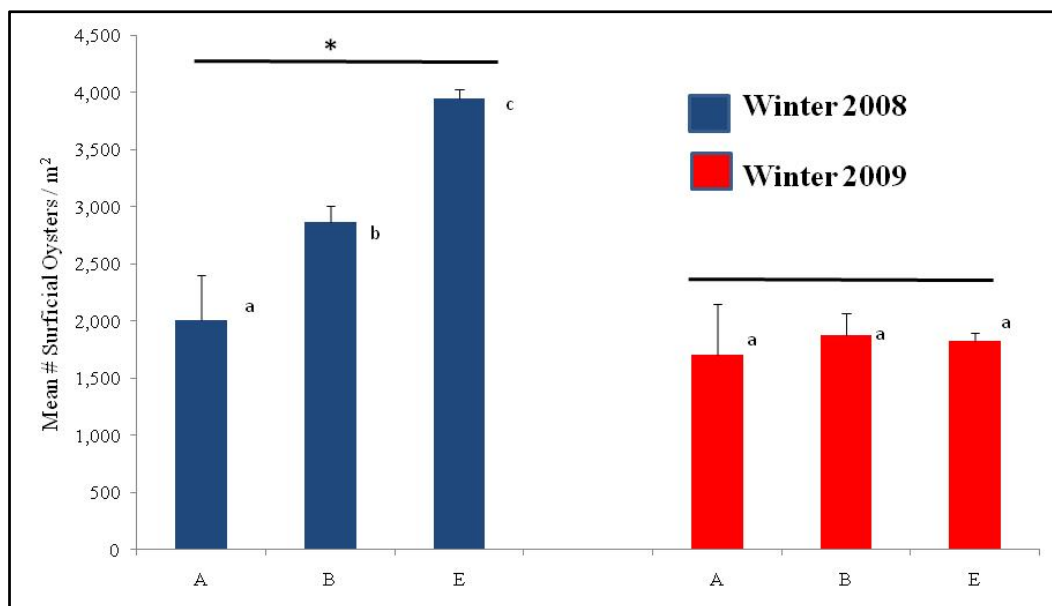 4,500
4,000
3,500
3,000
2,500
2,000
1,500
1,000
500
0
Mean # Surficial Oysters / m²
*
a
b
c
Winter 2008
Winter 2009
a
a
a
A B E A B E